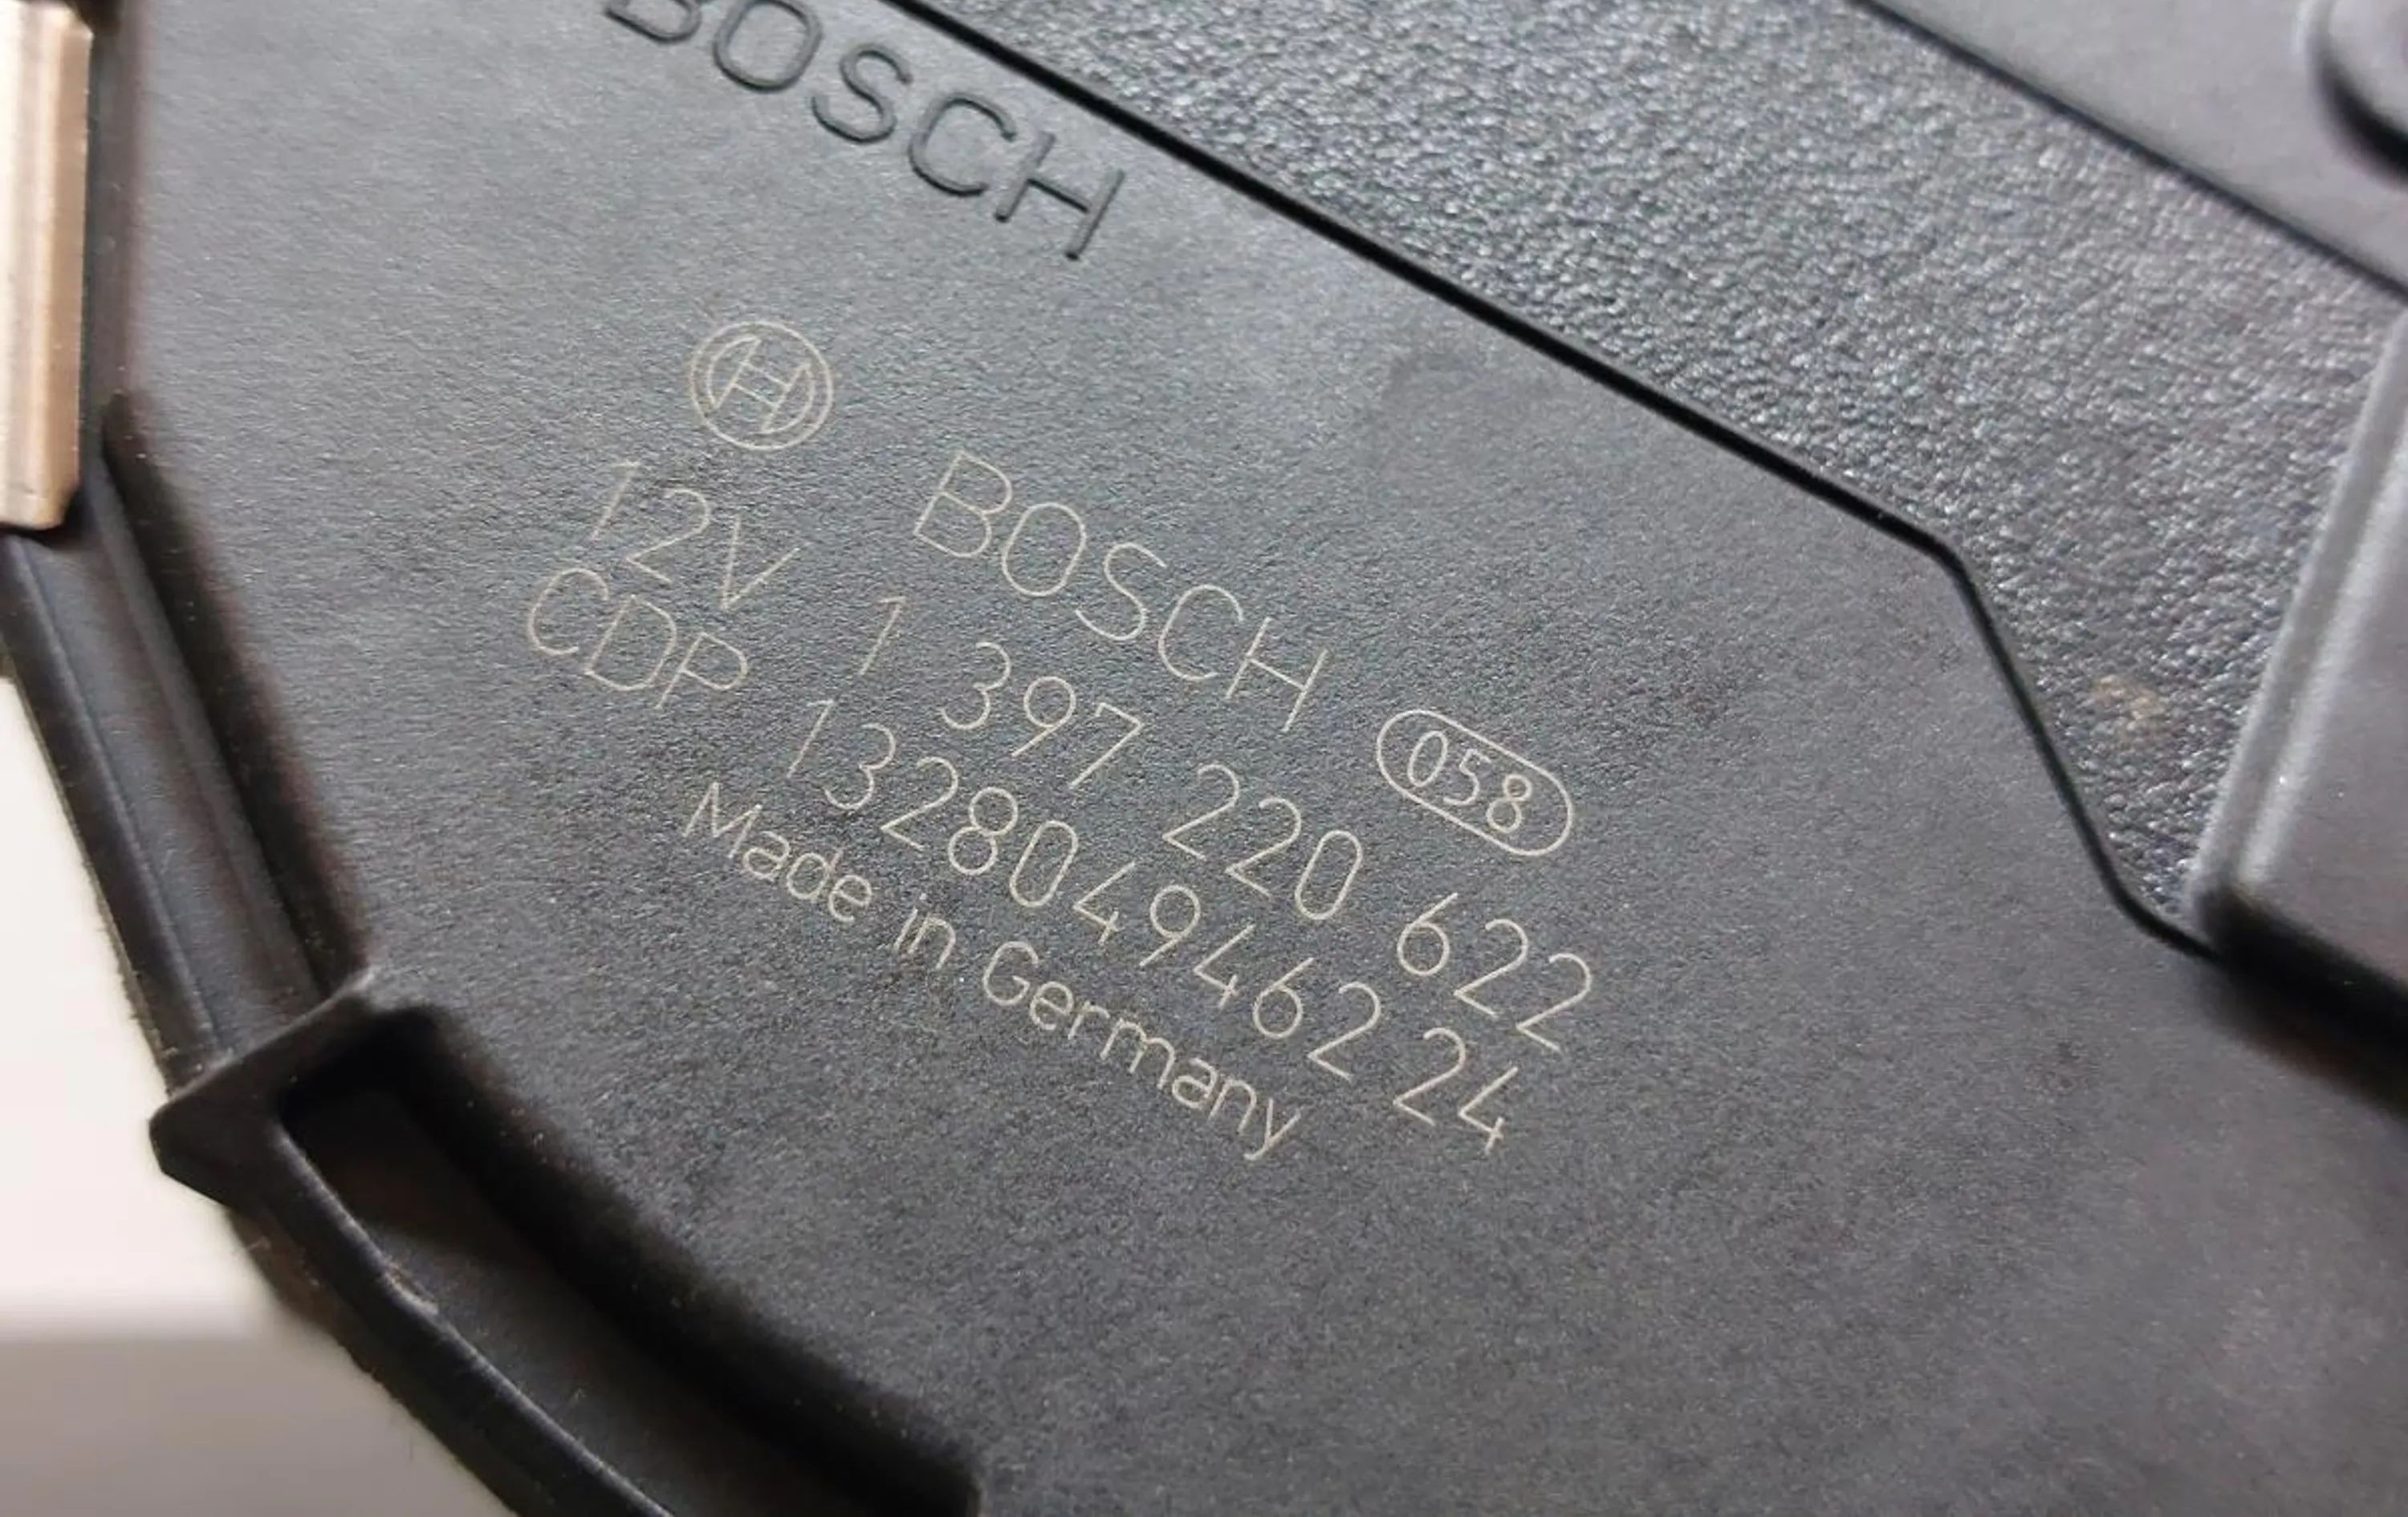 BOSCH
BOSCH 058
12V 1 397 220 622
CDP 1328049462 24
Made in Germany